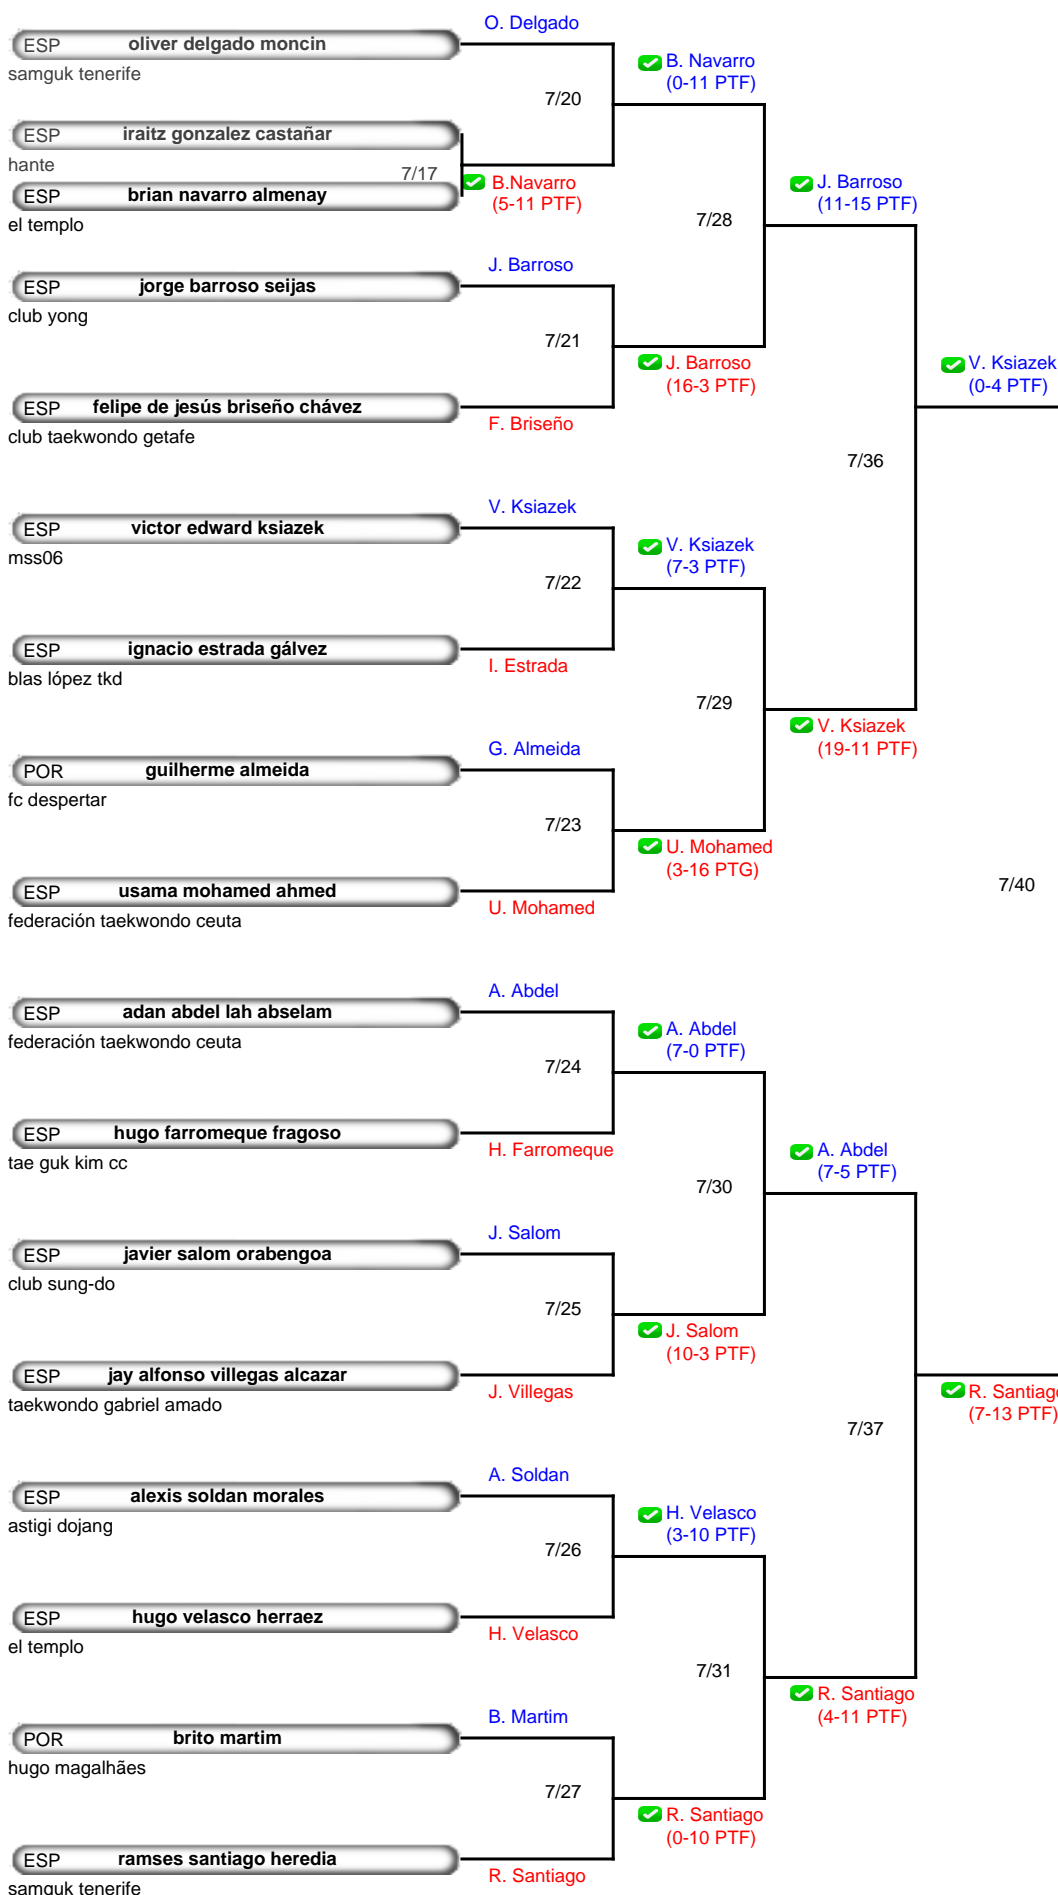 O. Delgado
ESP oliver delgado moncin
samguk tenerife
B. Navarro
(0-11 PTF)
7/20
ESP iraitz gonzalez castañar
hante
7/17
ESP brian navarro almenay
el templo
B.Navarro
(5-11 PTF)
J. Barroso
(11-15 PTF)
7/28
J. Barroso
ESP jorge barroso seijas
club yong
7/21
J. Barroso
(16-3 PTF)
V. Ksiazek
(0-4 PTF)
ESP felipe de jesús briseño chávez
club taekwondo getafe
F. Briseño
7/36
V. Ksiazek
ESP victor edward ksiazek
mss06
V. Ksiazek
(7-3 PTF)
7/22
ESP ignacio estrada gálvez
blas lópez tkd
I. Estrada
7/29
V. Ksiazek
(19-11 PTF)
G. Almeida
POR guilherme almeida
fc despertar
7/23
U. Mohamed
(3-16 PTG)
ESP usama mohamed ahmed
federación taekwondo ceuta
U. Mohamed
7/40
A. Abdel
ESP adan abdel lah abselam
federación taekwondo ceuta
A. Abdel
(7-0 PTF)
7/24
ESP hugo farromeque fragoso
tae guk kim cc
H. Farromeque
A. Abdel
(7-5 PTF)
7/30
J. Salom
ESP javier salom orabengoa
club sung-do
7/25
J. Salom
(10-3 PTF)
ESP jay alfonso villegas alcazar
taekwondo gabriel amado
J. Villegas
R. Santiago
(7-13 PTF)
7/37
A. Soldan
ESP alexis soldan morales
astigi dojang
H. Velasco
(3-10 PTF)
7/26
ESP hugo velasco herraez
el templo
H. Velasco
7/31
R. Santiago
(4-11 PTF)
B. Martim
POR brito martim
hugo magalhães
7/27
R. Santiago
(0-10 PTF)
ESP ramses santiago heredia
samguk tenerife
R. Santiago